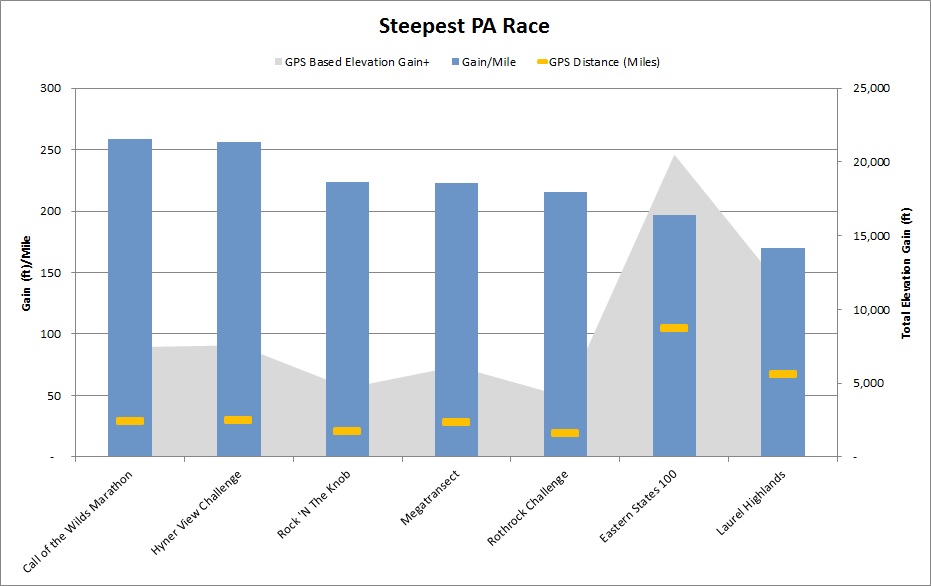 Steepest PA Race
GPS Based Elevation Gain+ Gain/Mile GPS Distance (Miles)
300
250
200
150
100
50
-
Gain (ft)/Mile
25,000
20,000
15,000
10,000
5,000
-
Total Elevation Gain (ft)
Call of the Wilds Marathon
Hyner View Challenge
Rock 'N The Knob
Megatransect
Rothrock Challenge
Eastern States 100
Laurel Highlands